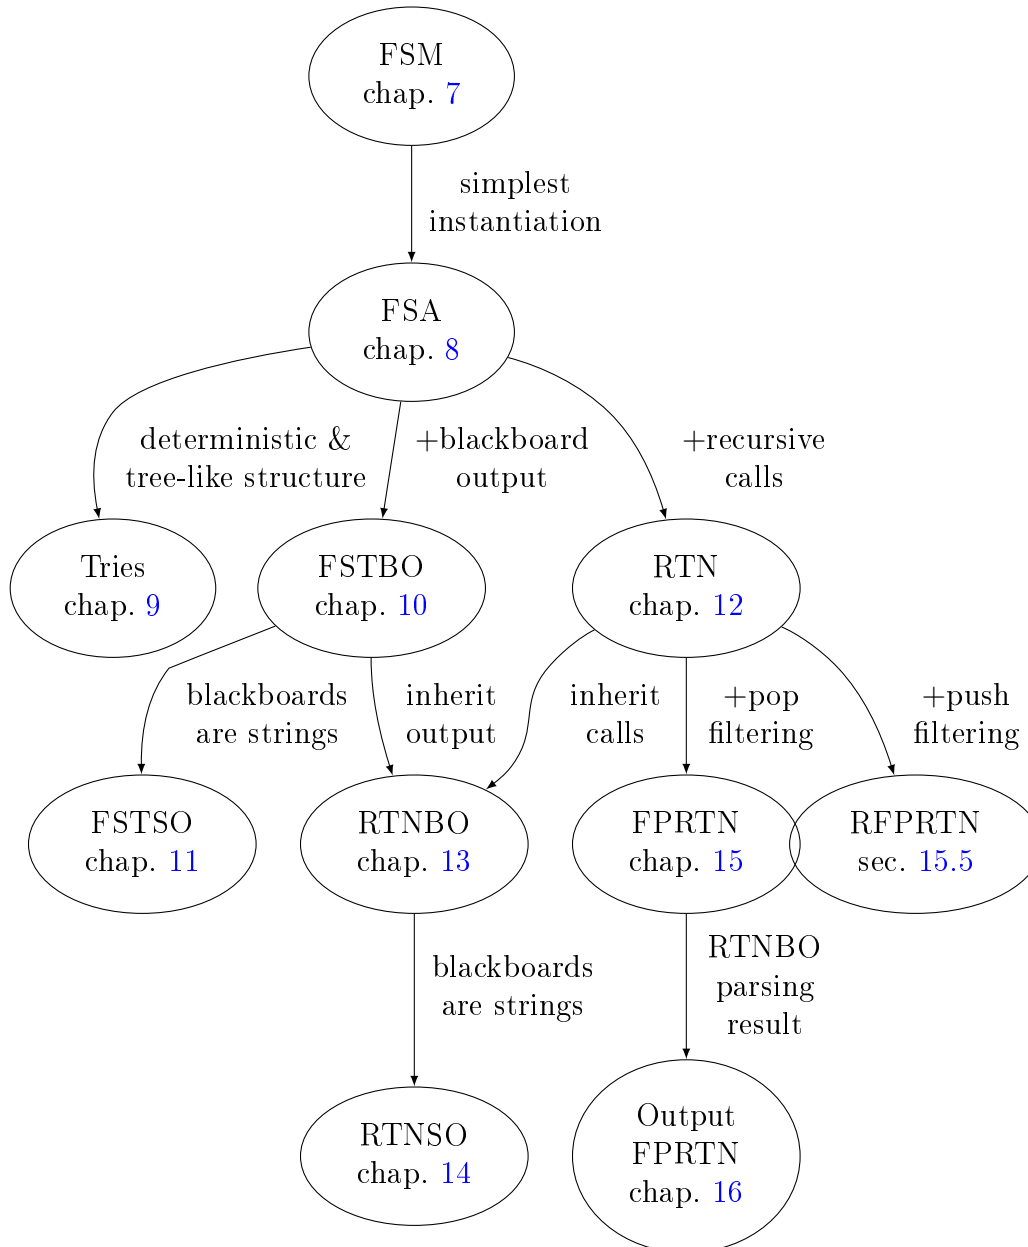 FSM
chap. 7
simplest
instantiation
FSA
chap. 8
deterministic &
tree-like structure
+blackboard
output
+recursive
calls
Tries
chap. 9
FSTBO
chap. 10
RTN
chap. 12
blackboards
are strings
inherit
output
inherit
calls
+pop
filtering
+push
filtering
FSTSO
chap. 11
RTNBO
chap. 13
FPRTN
chap. 15
RFPRTN
sec. 15.5
blackboards
are strings
RTNBO
parsing
result
RTNSO
chap. 14
Output
FPRTN
chap. 16